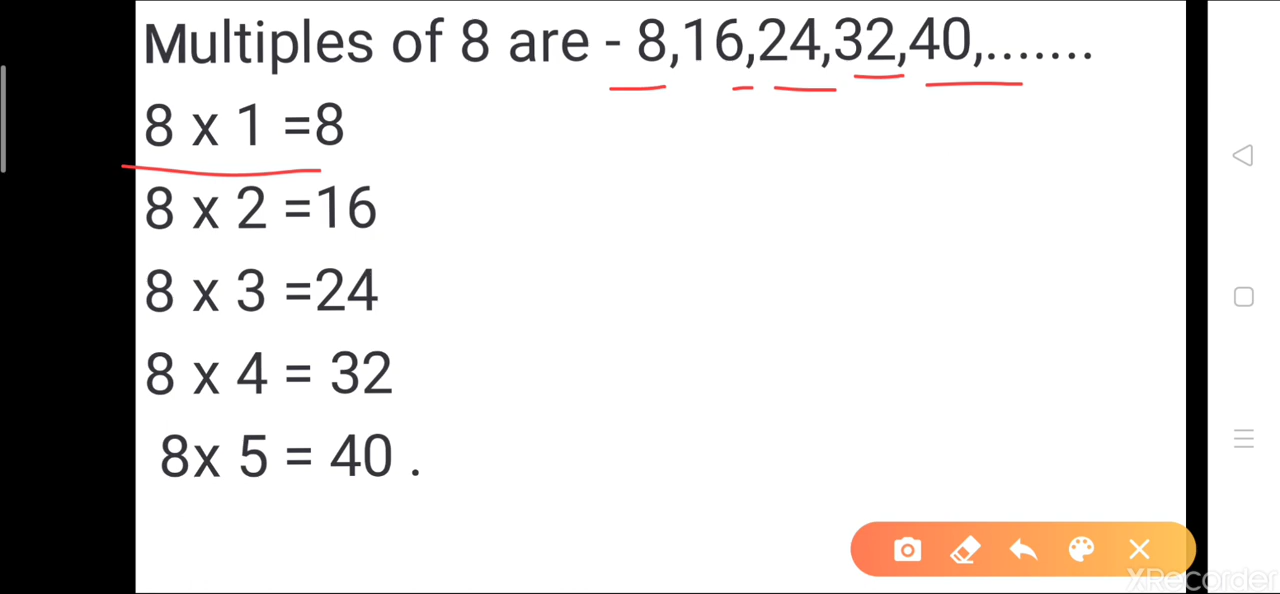 Multiples of 8 are - 8,16,24,32,40,.......
8 x 1 =8
8 x 2 =16
8 x 3 =24
8 x 4 = 32
8x 5 = 40 .
XRecorder